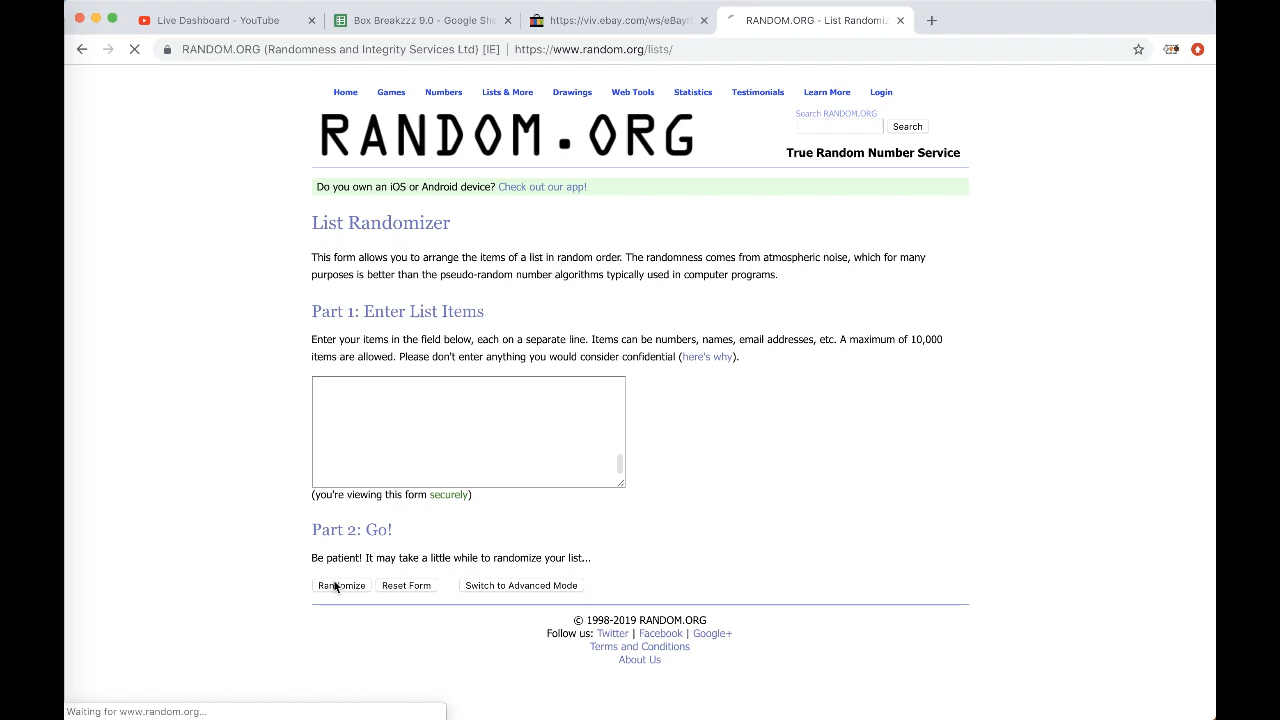 Live Dashboard - YouTube
Box Breakzzz 9.0 - Google She
https://viv.ebay.com/ws/eBayI
RANDOM.ORG - List Randomiz
RANDOM.ORG (Randomness and Integrity Services Ltd) [IE] | https://www.random.org/lists/
Home Games Numbers Lists & More Drawings Web Tools Statistics Testimonials Learn More Login
RANDOM.ORG
Search RANDOM.ORG
Search
True Random Number Service
Do you own an iOS or Android device? Check out our app!
List Randomizer
This form allows you to arrange the items of a list in random order. The randomness comes from atmospheric noise, which for many
purposes is better than the pseudo-random number algorithms typically used in computer programs.
Part 1: Enter List Items
Enter your items in the field below, each on a separate line. Items can be numbers, names, email addresses, etc. A maximum of 10,000
items are allowed. Please don't enter anything you would consider confidential (here's why).
(you're viewing this form securely)
Part 2: Go!
Be patient! It may take a little while to randomize your list...
Randomize Reset Form Switch to Advanced Mode
© 1998-2019 RANDOM.ORG
Follow us: Twitter | Facebook | Google+
Terms and Conditions
About Us
Waiting for www.random.org...